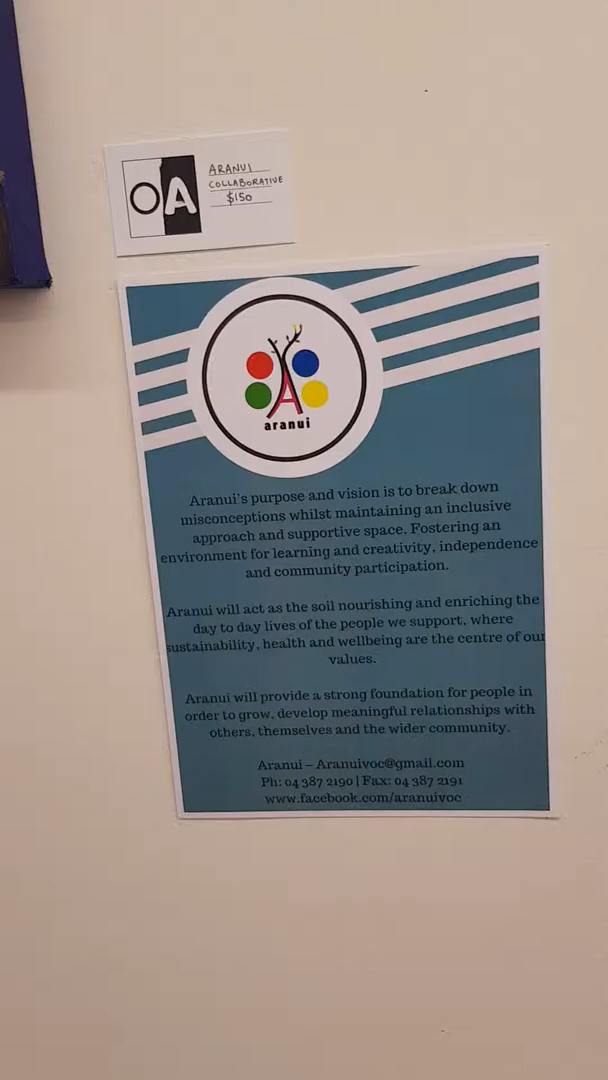 OA
ARANUI
COLLABORATIVE
$150
A
aranui
Aranui's purpose and vision is to break down
misconceptions whilst maintaining an inclusive
approach and supportive space. Fostering an
environment for learning and creativity, independence
and community participation.
Aranui will act as the soil nourishing and enriching the
day to day lives of the people we support, where
sustainability, health and wellbeing are the centre of our
values.
Aranui will provide a strong foundation for people in
order to grow, develop meaningful relationships with
others, themselves and the wider community.
Aranui – Aranuivoc@gmail.com
Ph: 04 387 2190 | Fax: 04 387 2191
www.facebook.com/aranuivoc